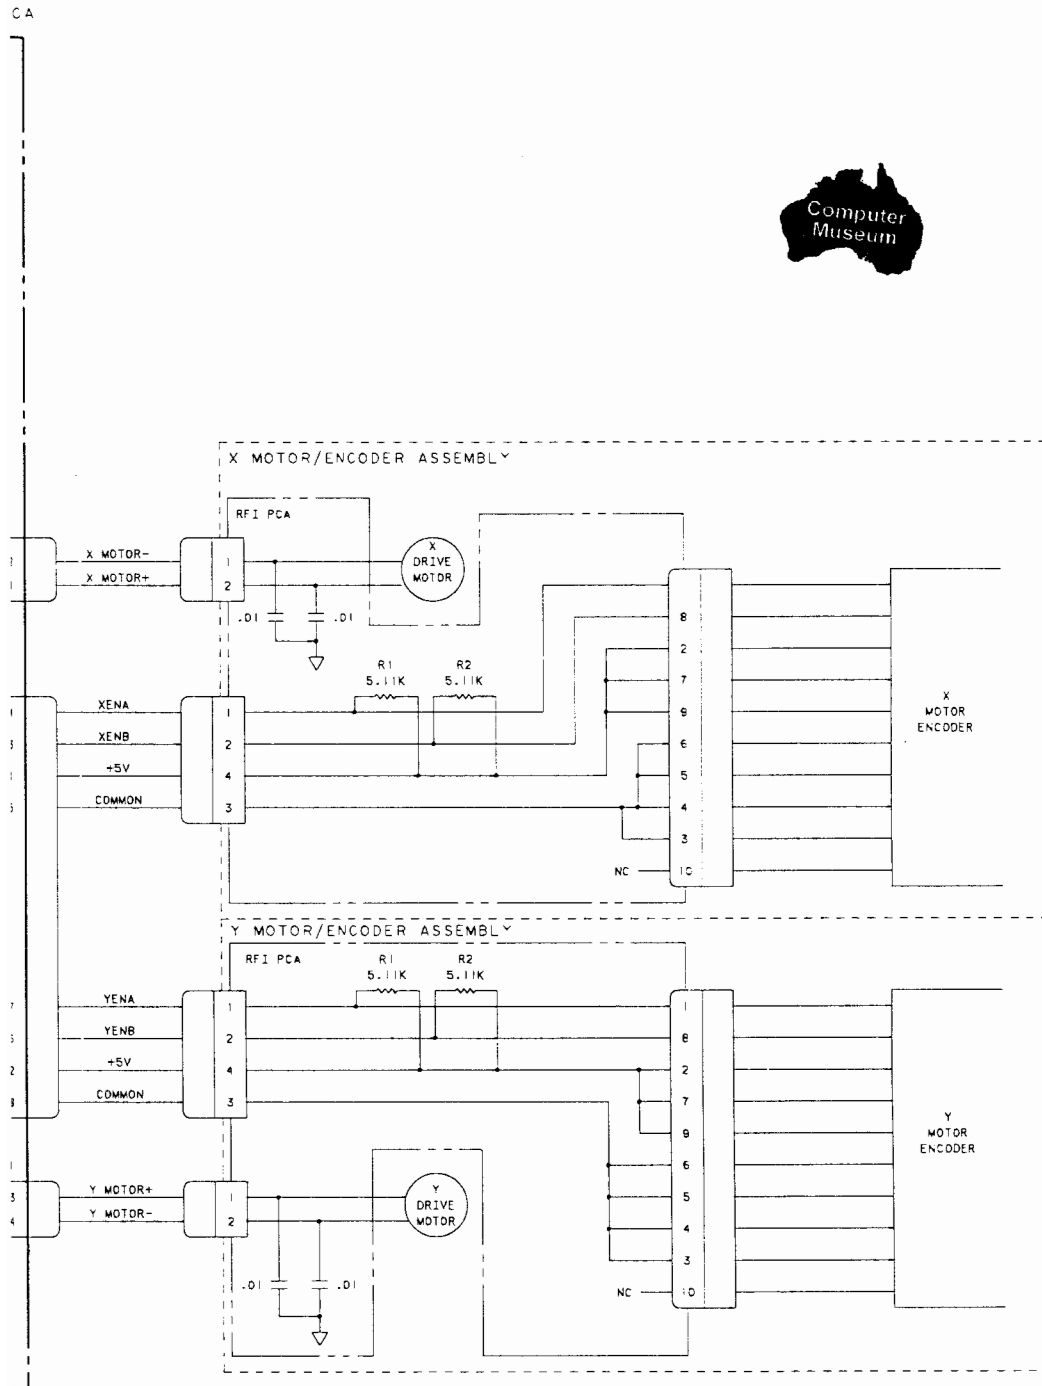 CA
Computer
Museum
X MOTOR/ENCODER ASSEMBLY
RFI PCA
X MOTOR-
X MOTOR+
1
2
X
DRIVE
MOTOR
.01
.01
R1
5.11K
R2
5.11K
XENA
XENB
+5V
COMMON
1
2
4
3
8
2
7
9
6
5
4
3
10
NC
X
MOTOR
ENCODER
Y MOTOR/ENCODER ASSEMBLY
RFI PCA
R1
5.11K
R2
5.11K
YENA
YENB
+5V
COMMON
1
2
4
3
1
8
2
7
9
6
5
4
3
10
NC
Y
MOTOR
ENCODER
Y MOTOR+
Y MOTOR-
1
2
Y
DRIVE
MOTOR
.01
.01